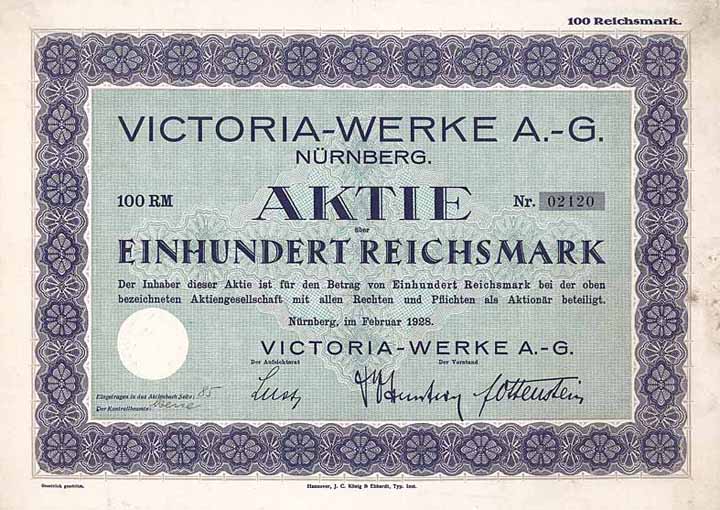 100 Reichsmark.
VICTORIA-WERKE A.-G.
NÜRNBERG.
100 RM AKTIE Nr. 02120
über
EINHUNDERT REICHSMARK
Der Inhaber dieser Aktie ist für den Betrag von Einhundert Reichsmark bei der oben
bezeichneten Aktiengesellschaft mit allen Rechten und Pflichten als Aktionär beteiligt.
Nürnberg, im Februar 1928.
VICTORIA-WERKE A.-G.
Der Aufsichtsrat Der Vorstand
Eingetragen in das Aktienbuch Seite: 85
Der Kontrollbeamte:
Ottenstein
Gesetzlich geschützt.
Hannover, J. C. König & Ebhardt, Typ. Inst.